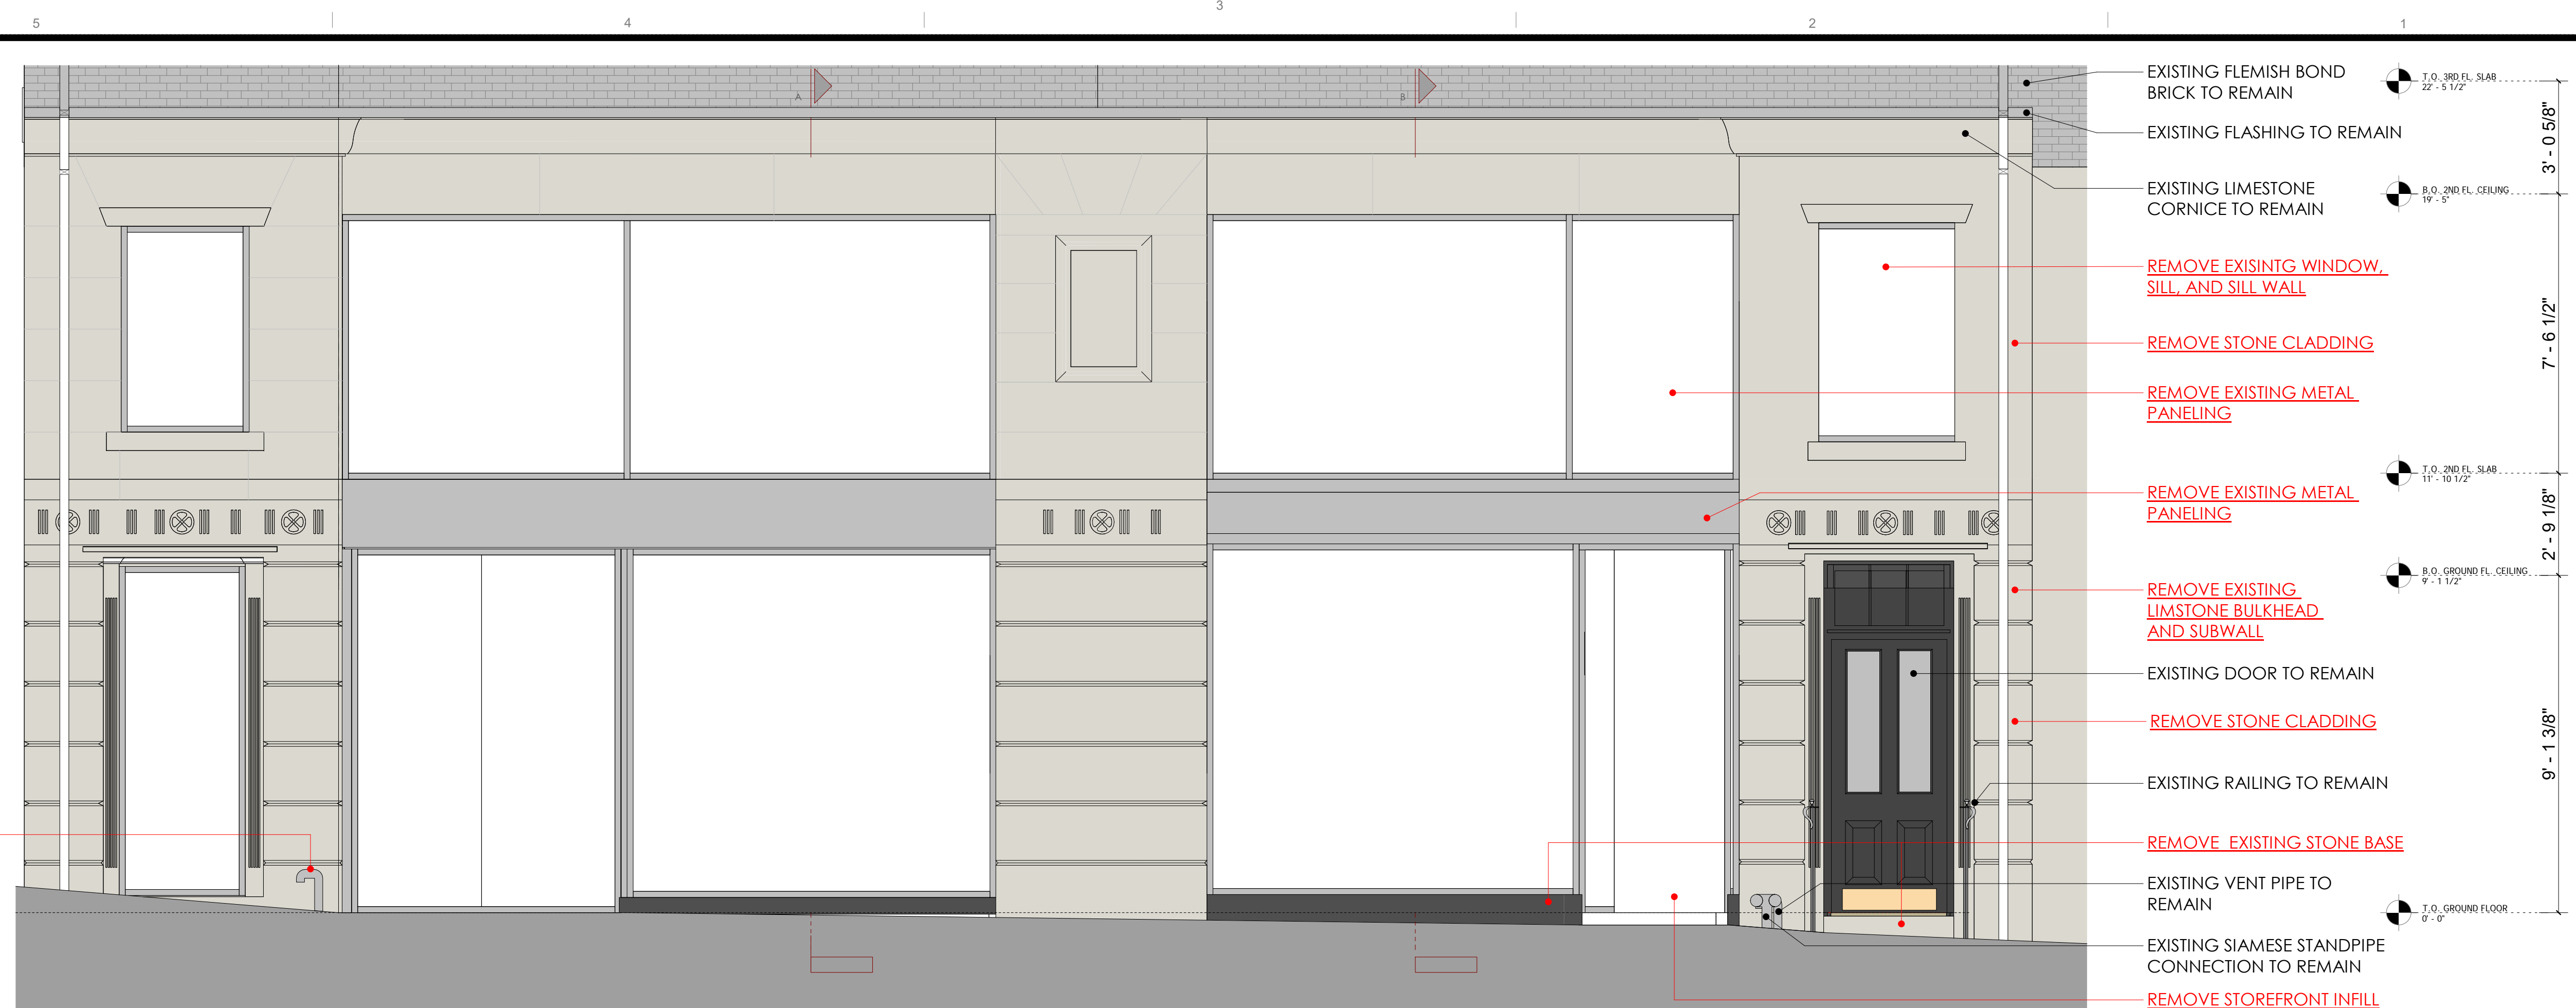 5
4
3
2
1
A
B
EXISTING FLEMISH BOND
BRICK TO REMAIN
EXISTING FLASHING TO REMAIN
EXISTING LIMESTONE
CORNICE TO REMAIN
REMOVE EXISINTG WINDOW,
SILL, AND SILL WALL
REMOVE STONE CLADDING
REMOVE EXISTING METAL
PANELING
REMOVE EXISTING METAL
PANELING
REMOVE EXISTING
LIMSTONE BULKHEAD
AND SUBWALL
EXISTING DOOR TO REMAIN
REMOVE STONE CLADDING
EXISTING RAILING TO REMAIN
REMOVE  EXISTING STONE BASE
EXISTING VENT PIPE TO
REMAIN
EXISTING SIAMESE STANDPIPE
CONNECTION TO REMAIN
REMOVE STOREFRONT INFILL
T.O. 3RD FL. SLAB
22' - 5 1/2"
B.O. 2ND FL. CEILING
19' - 5"
T.O. 2ND FL. SLAB
11' - 10 1/2"
B.O. GROUND FL. CEILING
9' - 1 1/2"
T.O. GROUND FLOOR
0' - 0"
3' - 0 5/8"
7' - 6 1/2"
2' - 9 1/8"
9' - 1 3/8"